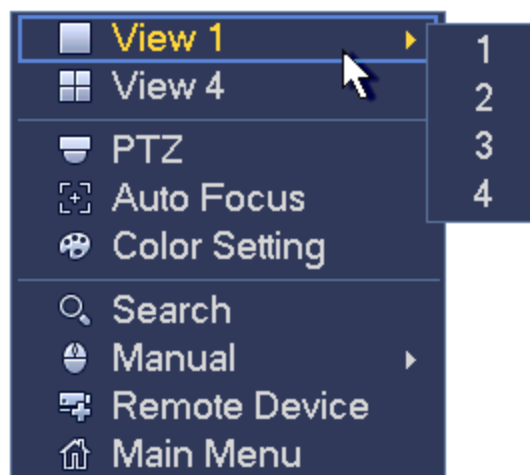 View 1
1
2
3
4
View 4
PTZ
Auto Focus
Color Setting
Search
Manual
Remote Device
Main Menu